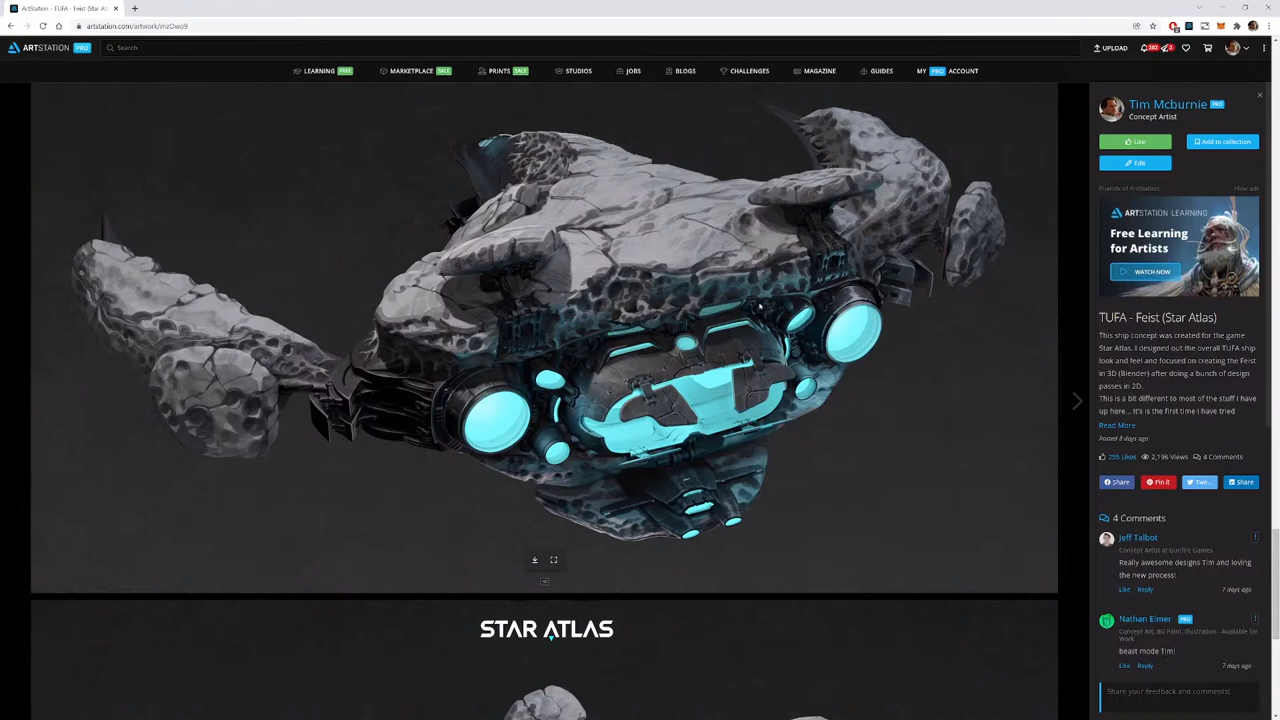 ArtStation - TUFA - Feist (Star At
artstation.com/artwork/mzOwo9
ARTSTATION PRO
Search
UPLOAD
202
2
LEARNING FREE
MARKETPLACE SALE
PRINTS SALE
STUDIOS
JOBS
BLOGS
CHALLENGES
MAGAZINE
GUIDES
MY PRO ACCOUNT
Tim Mcburnie PRO
Concept Artist
Like
Add to collection
Edit
Friends of ArtStation
Hide ads
ARTSTATION LEARNING
Free Learning
for Artists
WATCH NOW
TUFA - Feist (Star Atlas)
This ship concept was created for the game
Star Atlas. I designed out the overall TUFA ship
look and feel and focused on creating the Feist
in 3D (Blender) after doing a bunch of design
passes in 2D.
This is a bit different to most of the stuff I have
up here... It's the first time I have tried
Read More
Posted 8 days ago
255 Likes
2,196 Views
4 Comments
Share
Pin it
Twe...
Share
4 Comments
Jeff Talbot
1
Concept Artist at Gunfire Games
Really awesome designs Tim and loving
the new process!
Like
Reply
7 days ago
Nathan Elmer PRO
1
Concept Art, BG Paint, Illustration - Available for
Work
beast mode Tim!
Like
Reply
7 days ago
Share your feedback and comments!
STAR ATLAS